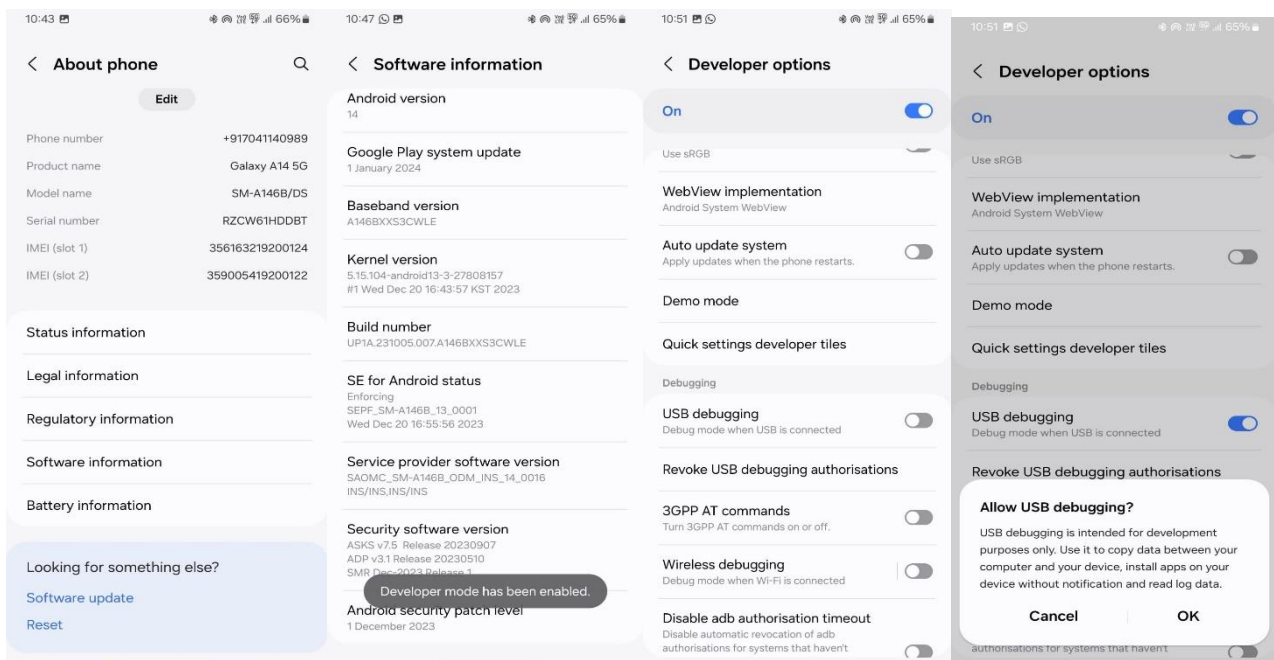 10:43 66%
About phone
Edit
Phone number +917041140989
Product name Galaxy A14 5G
Model name SM-A146B/DS
Serial number RZCW61HDDBT
IMEI (slot 1) 356163219200124
IMEI (slot 2) 359005419200122
Status information
Legal information
Regulatory information
Software information
Battery information
Looking for something else?
Software update
Reset
10:47 65%
Software information
Android version
14
Google Play system update
1 January 2024
Baseband version
A146BXXS3CWLE
Kernel version
5.15.104-android13-3-27808157
#1 Wed Dec 20 16:43:57 KST 2023
Build number
UP1A.231005.007.A146BXXS3CWLE
SE for Android status
Enforcing
SEPF_SM-A146B_13_0001
Wed Dec 20 16:55:56 2023
Service provider software version
SAOMC_SM-A146B_ODM_INS_14_0016
INS/INS,INS/INS
Security software version
ASKS v7.5 Release 20230907
ADP v3.1 Release 20230510
SMR Dec-2023 Release 1
Developer mode has been enabled.
Android security patch level
1 December 2023
10:51 65%
Developer options
On
Use sRGB
WebView implementation
Android System WebView
Auto update system
Apply updates when the phone restarts.
Demo mode
Quick settings developer tiles
Debugging
USB debugging
Debug mode when USB is connected
Revoke USB debugging authorisations
3GPP AT commands
Turn 3GPP AT commands on or off.
Wireless debugging
Debug mode when Wi-Fi is connected
Disable adb authorisation timeout
Disable automatic revocation of adb
authorisations for systems that haven't
10:51 65%
Developer options
On
Use sRGB
WebView implementation
Android System WebView
Auto update system
Apply updates when the phone restarts.
Demo mode
Quick settings developer tiles
Debugging
USB debugging
Debug mode when USB is connected
Revoke USB debugging authorisations
Allow USB debugging?
USB debugging is intended for development
purposes only. Use it to copy data between your
computer and your device, install apps on your
device without notification and read log data.
Cancel OK
authorisations for systems that haven't